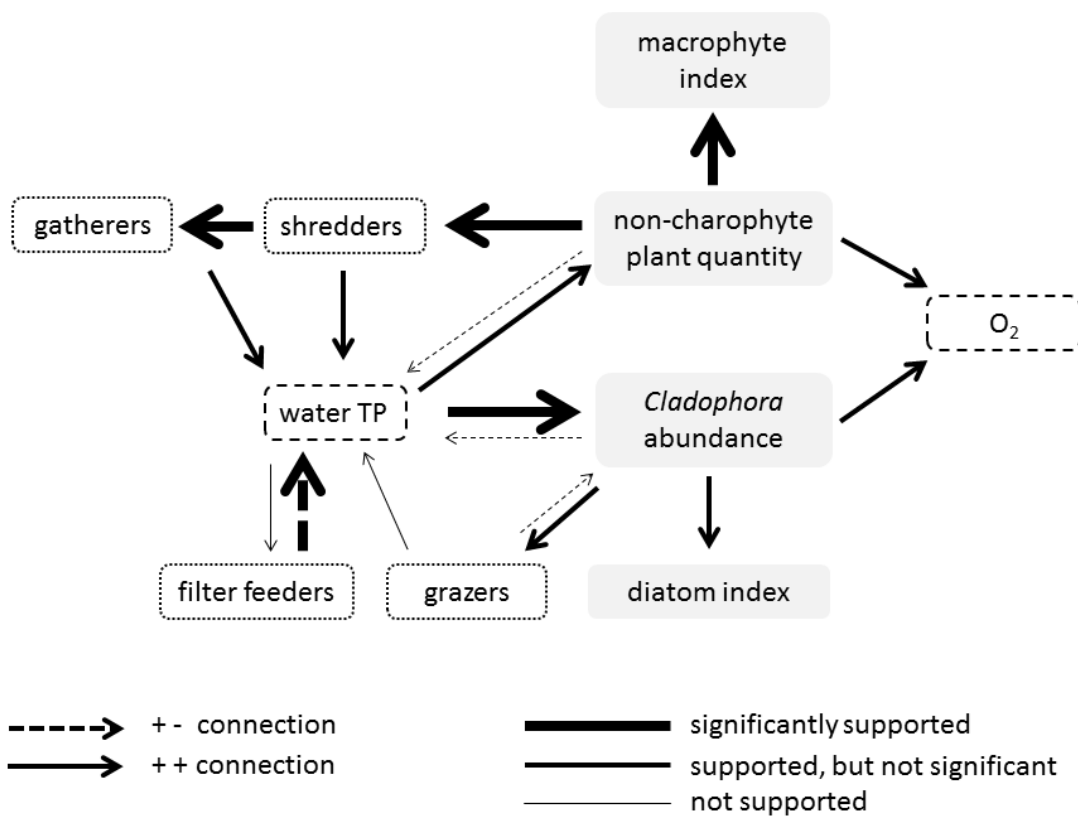 macrophyte
index
gatherers
shredders
non-charophyte
plant quantity
O₂
water TP
Cladophora
abundance
filter feeders
grazers
diatom index
+ - connection
+ + connection
significantly supported
supported, but not significant
not supported